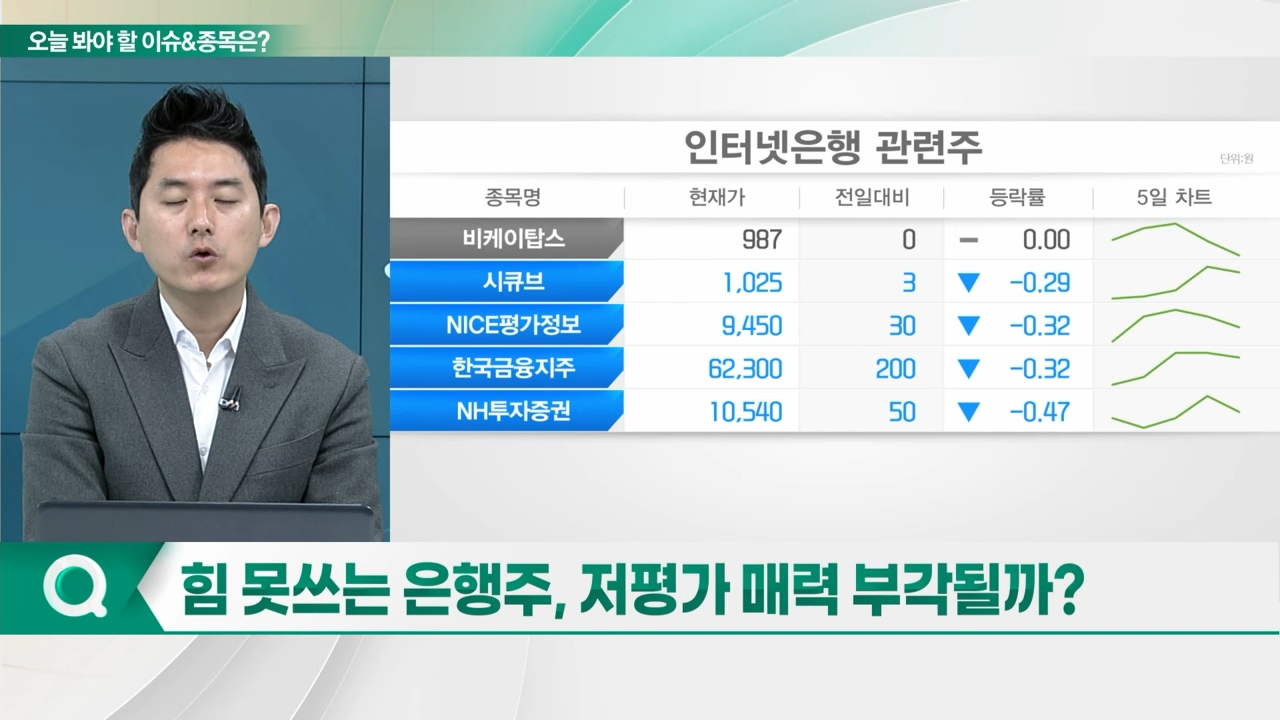 오늘 봐야 할 이슈&종목은?
인터넷은행 관련주
단위:원
종목명 현재가 전일대비 등락률 5일 차트
비케이탑스 987 0 – 0.00
시큐브 1,025 3 ▼ -0.29
NICE평가정보 9,450 30 ▼ -0.32
한국금융지주 62,300 200 ▼ -0.32
NH투자증권 10,540 50 ▼ -0.47
Q 힘 못쓰는 은행주, 저평가 매력 부각될까?